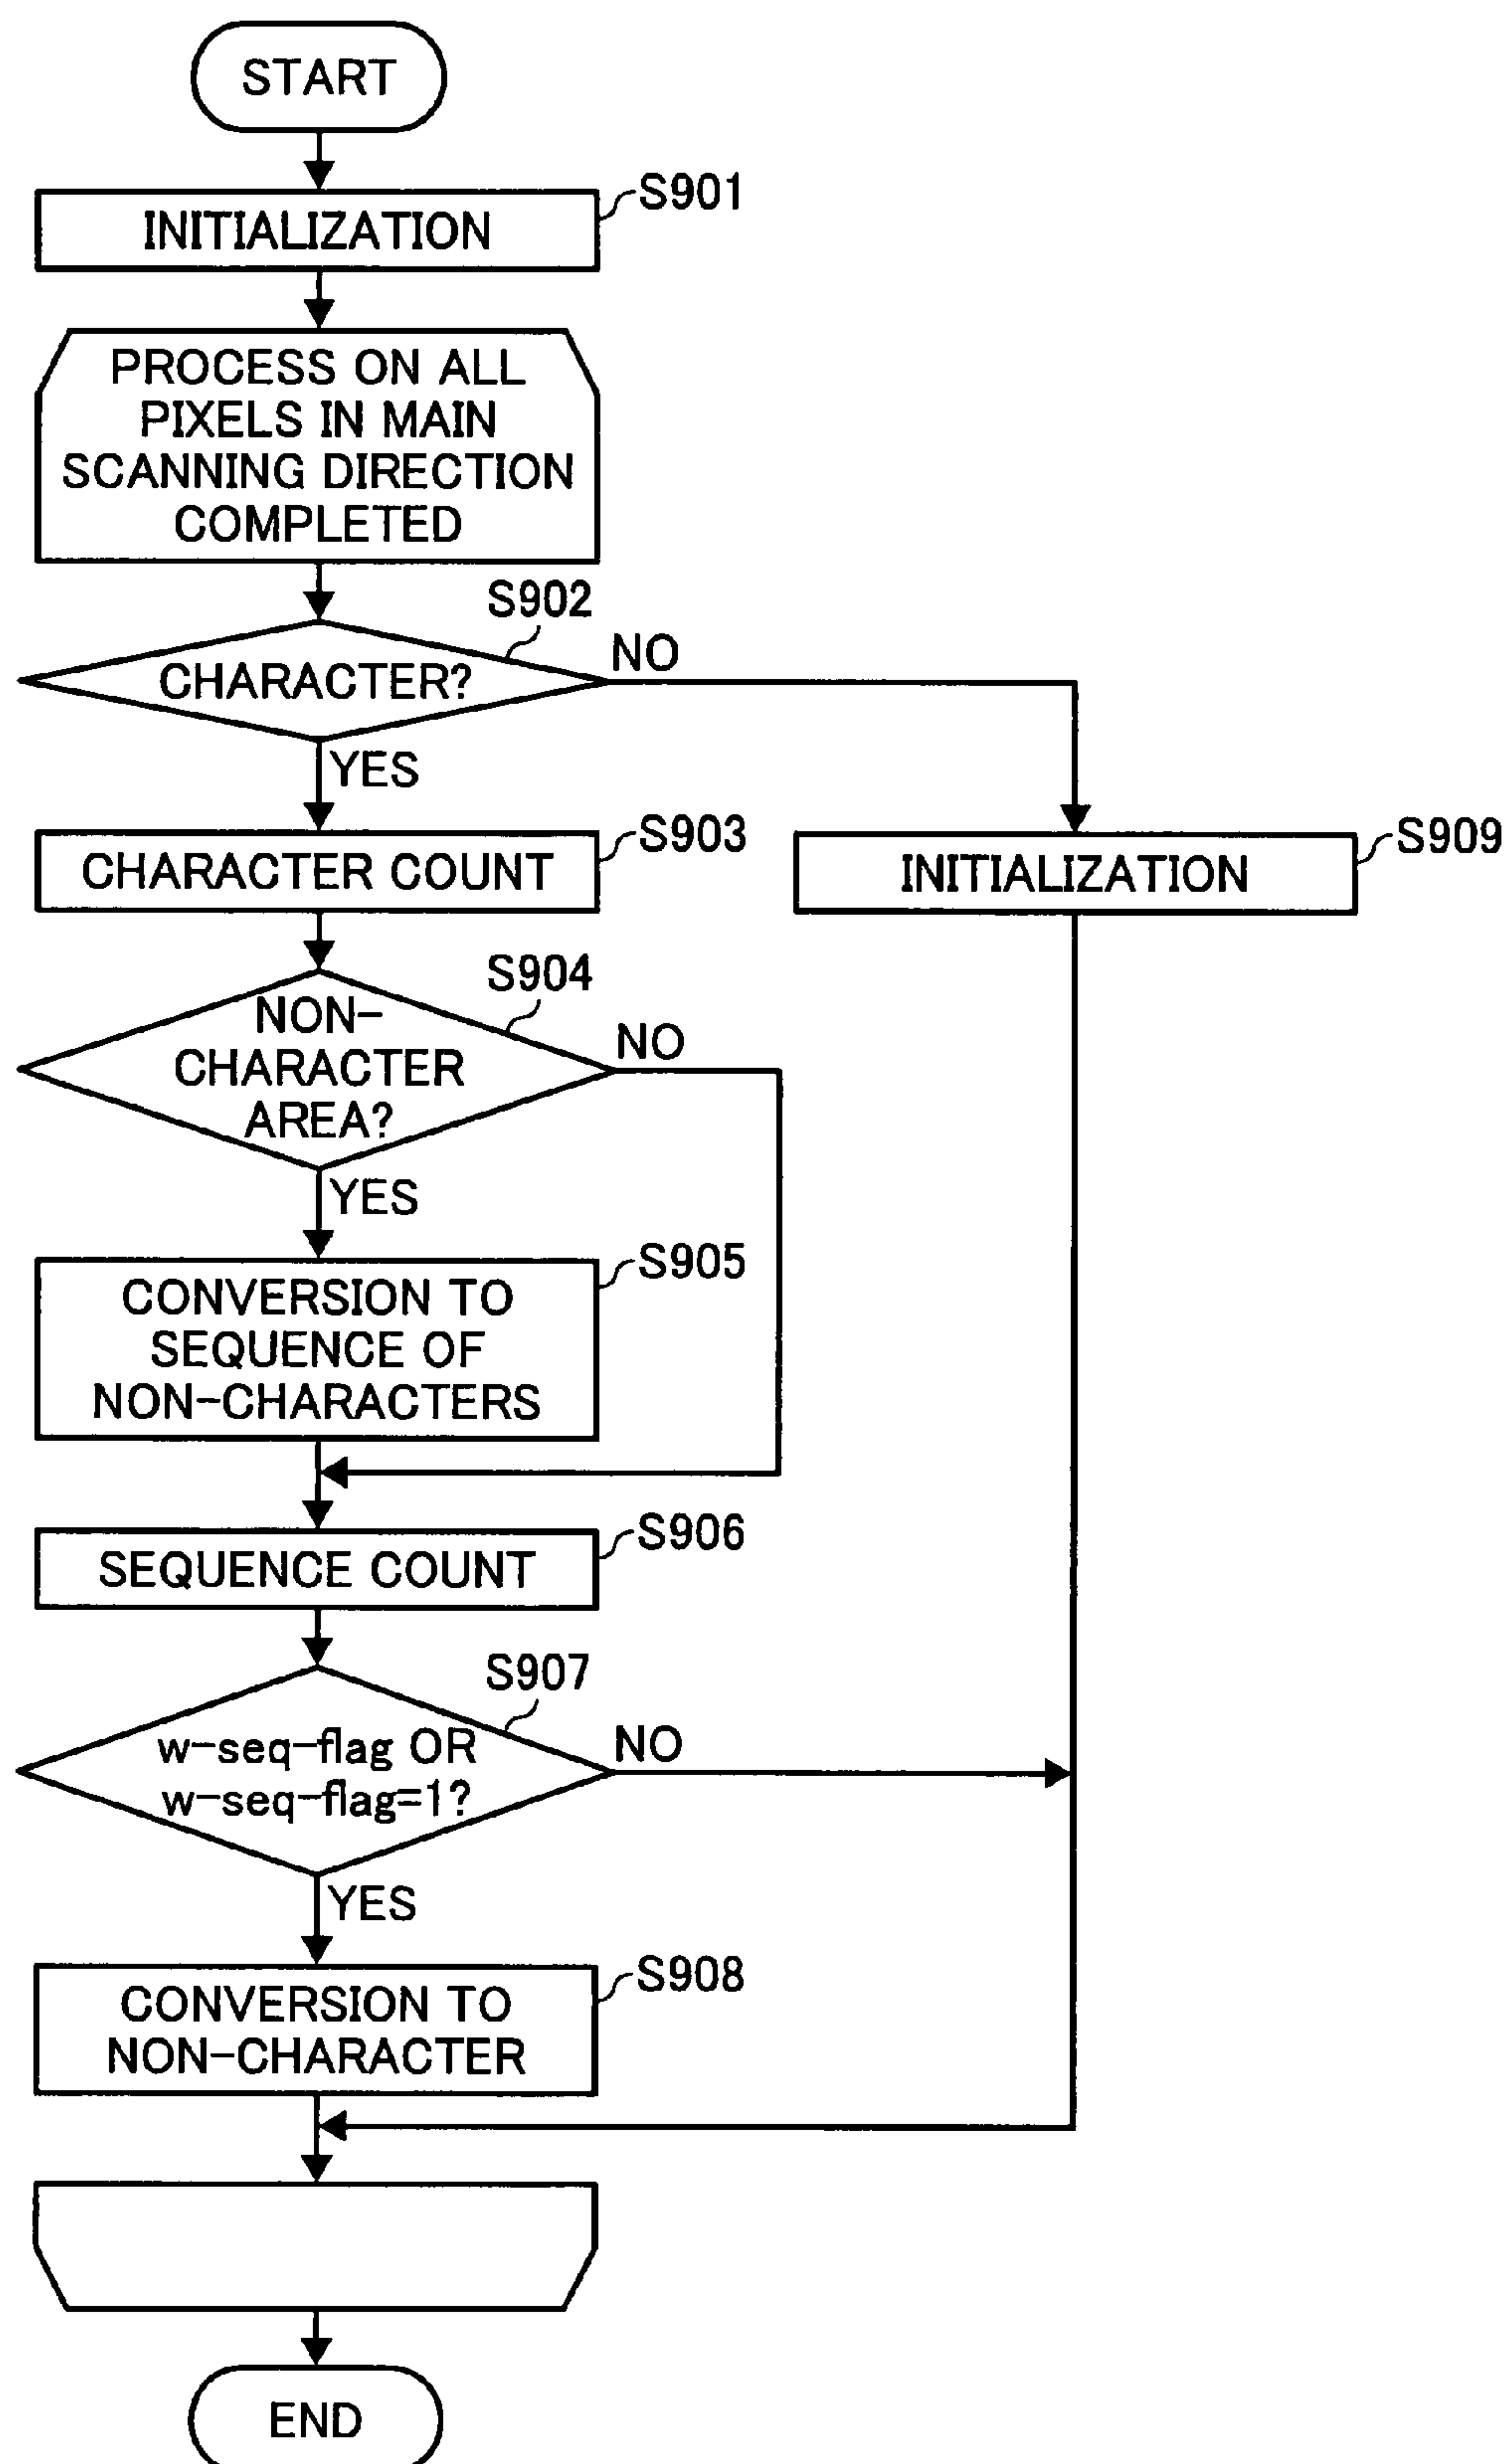 START
S901
INITIALIZATION
PROCESS ON ALL
PIXELS IN MAIN
SCANNING DIRECTION
COMPLETED
S902
CHARACTER?
NO
YES
S903
CHARACTER COUNT
S909
INITIALIZATION
S904
NON-
CHARACTER
AREA?
NO
YES
S905
CONVERSION TO
SEQUENCE OF
NON-CHARACTERS
S906
SEQUENCE COUNT
S907
w-seq-flag OR
w-seq-flag=1?
NO
YES
S908
CONVERSION TO
NON-CHARACTER
END